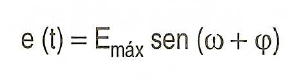 e (t) = Emáx sen (ω + φ)